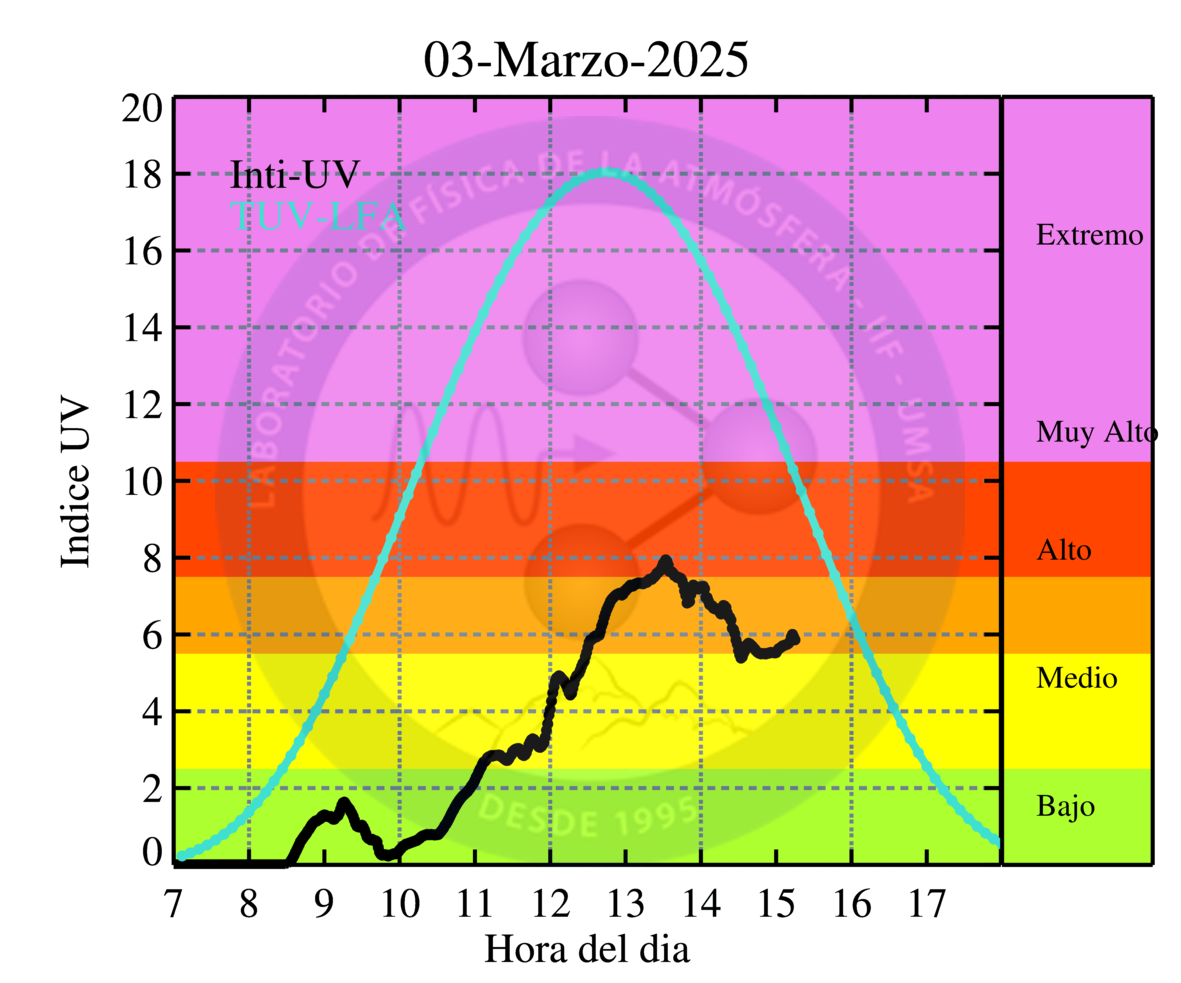 03-Marzo-2025
Inti-UV
TUV-LFA
Indice UV
20
18
16
14
12
10
8
6
4
2
0
7 8 9 10 11 12 13 14 15 16 17
Hora del dia
Extremo
Muy Alto
Alto
Medio
Bajo
LABORATORIO DE FÍSICA DE LA ATMÓSFERA - IIF - UMSA
DESDE 1995